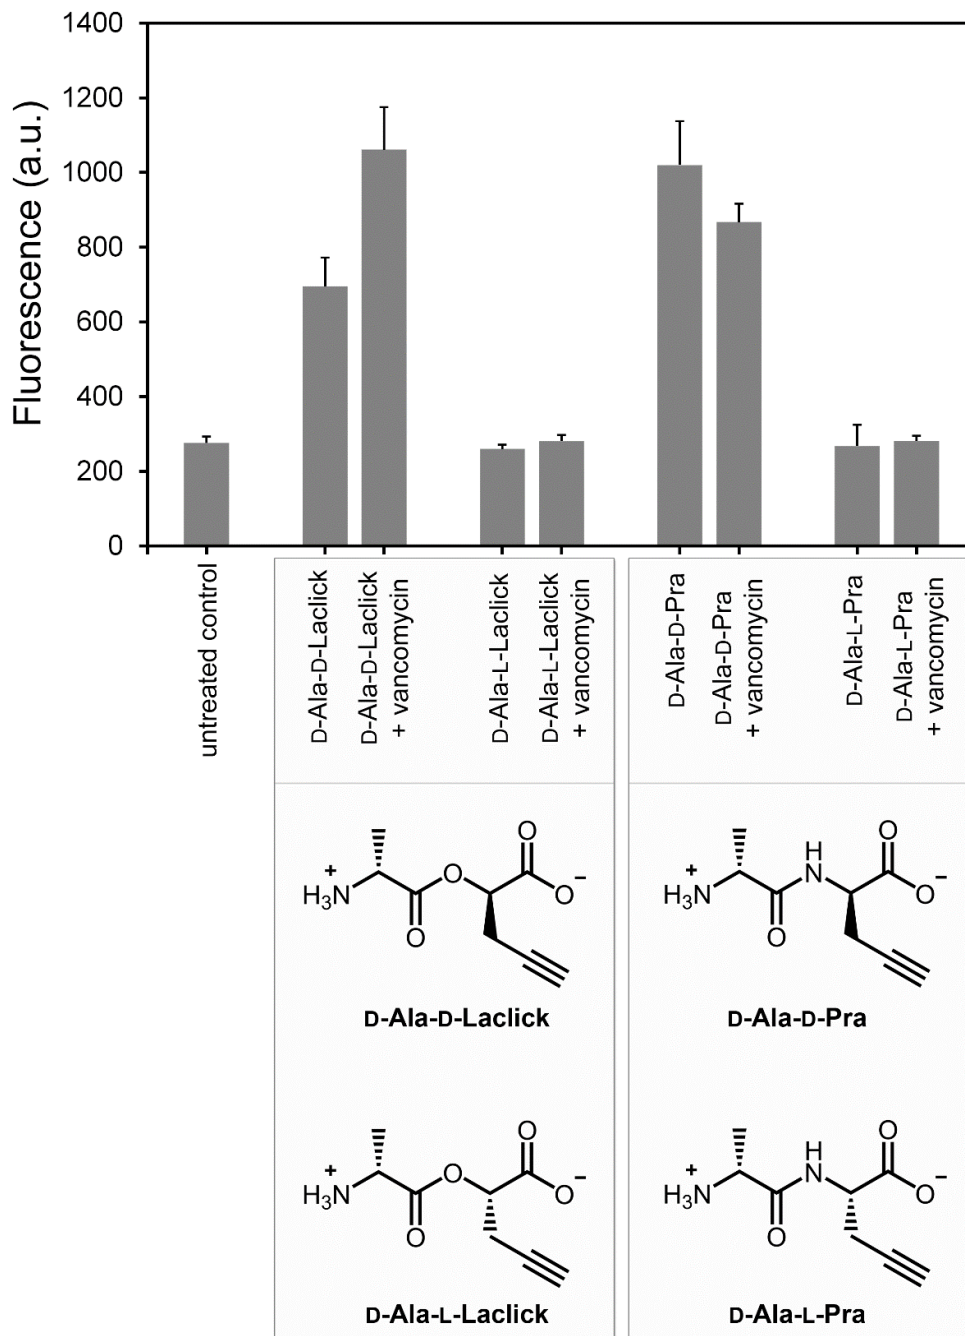 Fluorescence (a.u.)
1400
1200
1000
800
600
400
200
0
untreated control
D-Ala-D-Laclick
D-Ala-D-Laclick
+ vancomycin
D-Ala-L-Laclick
D-Ala-L-Laclick
+ vancomycin
D-Ala-D-Pra
D-Ala-D-Pra
+ vancomycin
D-Ala-L-Pra
D-Ala-L-Pra
+ vancomycin
+
H3N
O
O
O
O−
D-Ala-D-Laclick
+
H3N
O
H
N
O
O−
D-Ala-D-Pra
+
H3N
O
O
O
O−
D-Ala-L-Laclick
+
H3N
O
H
N
O
O−
D-Ala-L-Pra